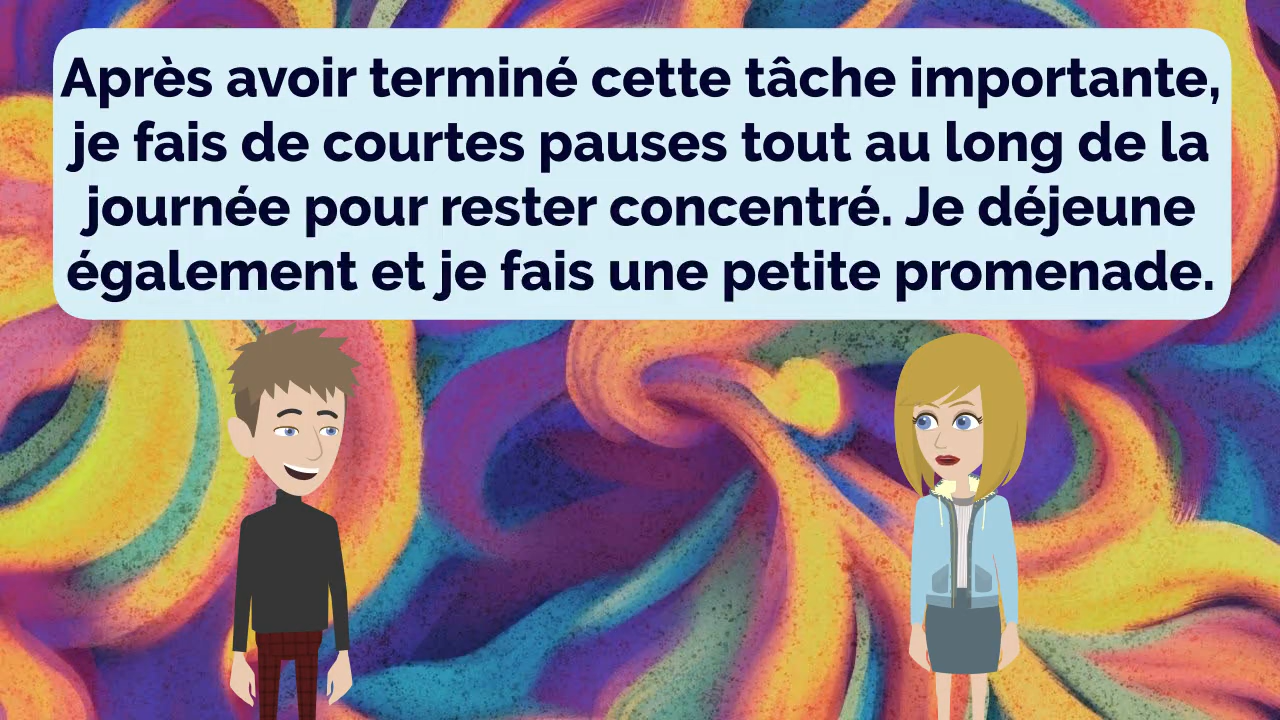 Après avoir terminé cette tâche importante,
je fais de courtes pauses tout au long de la
journée pour rester concentré. Je déjeune
également et je fais une petite promenade.